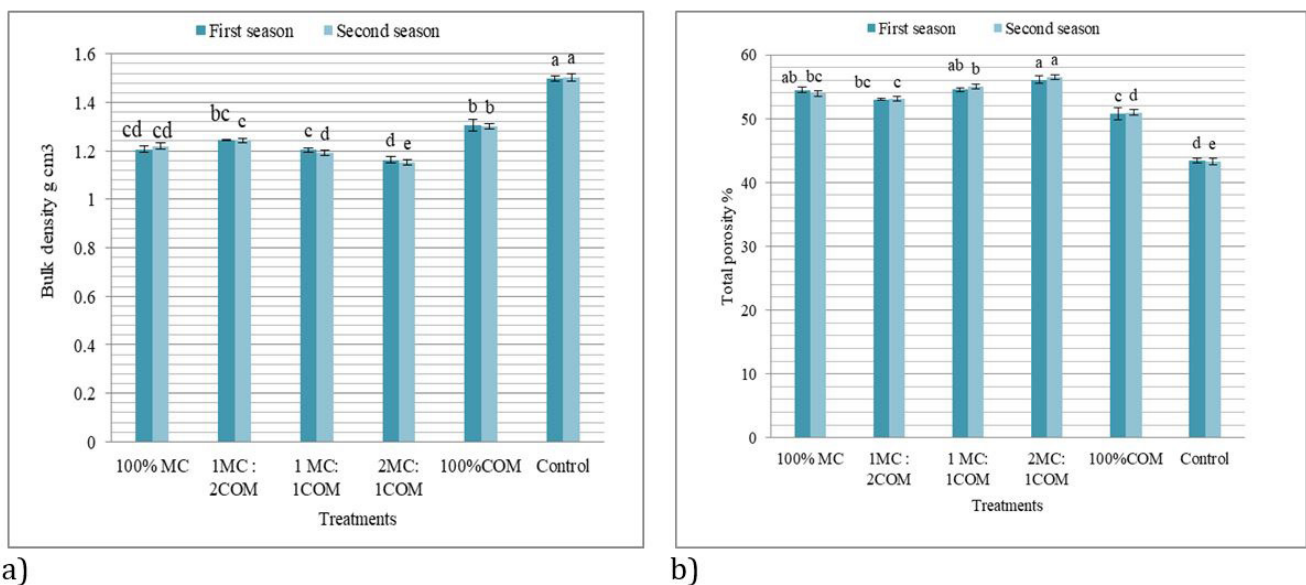 First season Second season
1.6
1.4
1.2
1
0.8
0.6
0.4
0.2
0
Bulk density g cm3
cd cd
bc c
c d
d e
b b
a a
100% MC
1MC :
2COM
1 MC:
1COM
2MC:
1COM
100%COM
Control
Treatments
a)
First season Second season
60
50
40
30
20
10
0
Total porosity %
ab bc
bc c
ab b
a a
c d
d e
100% MC
1MC :
2COM
1 MC:
1COM
2MC:
1COM
100%COM
Control
Treatments
b)